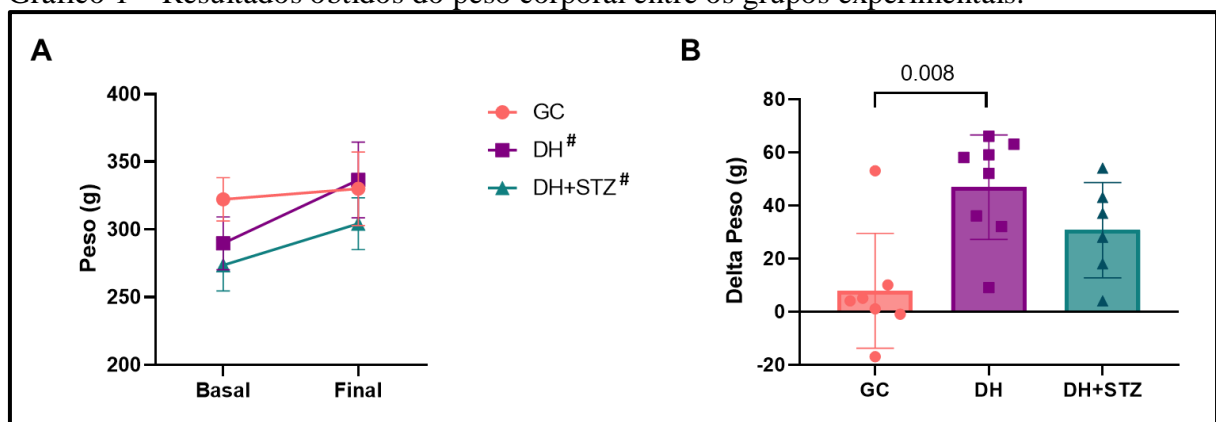 Gráfico 1 – Resultados obtidos do peso corporal entre os grupos experimentais.
A
Peso (g)
400
350
300
250
200
Basal Final
GC
DH #
DH+STZ #
B
0.008
Delta Peso (g)
80
60
40
20
0
-20
GC DH DH+STZ